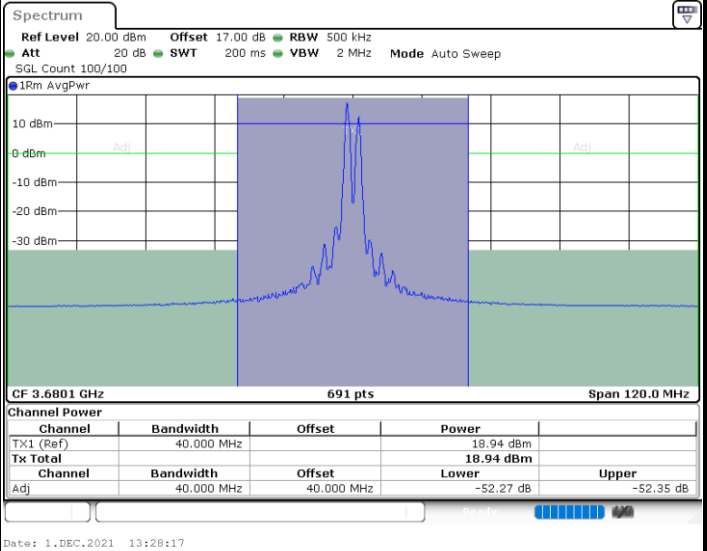 Spectrum
Ref Level 20.00 dBm Offset 17.00 dB RBW 500 kHz
Att 20 dB SWT 200 ms VBW 2 MHz Mode Auto Sweep
SGL Count 100/100
1Rm AvgPwr
10 dBm
Adj Adj
0 dBm
-10 dBm
-20 dBm
-30 dBm
CF 3.6801 GHz 691 pts Span 120.0 MHz
Channel Power
Channel Bandwidth Offset Power
TX1 (Ref) 40.000 MHz 18.94 dBm
Tx Total 18.94 dBm
Channel Bandwidth Offset Lower Upper
Adj 40.000 MHz 40.000 MHz -52.27 dB -52.35 dB
Ready
Date: 1.DEC.2021 13:28:17